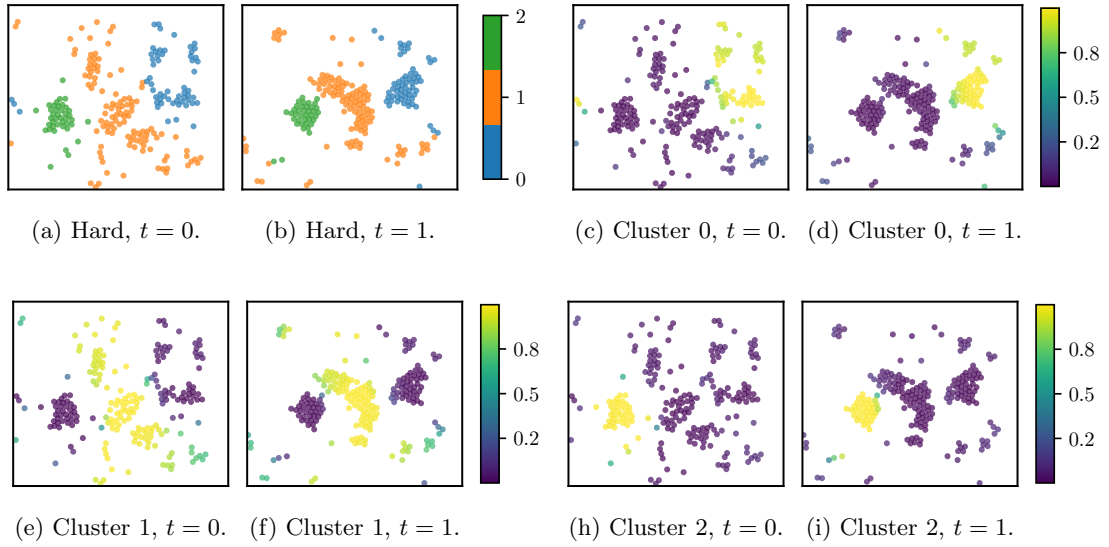 2
1
0
0.8
0.5
0.2
(a) Hard, t = 0.
(b) Hard, t = 1.
(c) Cluster 0, t = 0.
(d) Cluster 0, t = 1.
0.8
0.5
0.2
0.8
0.5
0.2
(e) Cluster 1, t = 0.
(f) Cluster 1, t = 1.
(h) Cluster 2, t = 0.
(i) Cluster 2, t = 1.